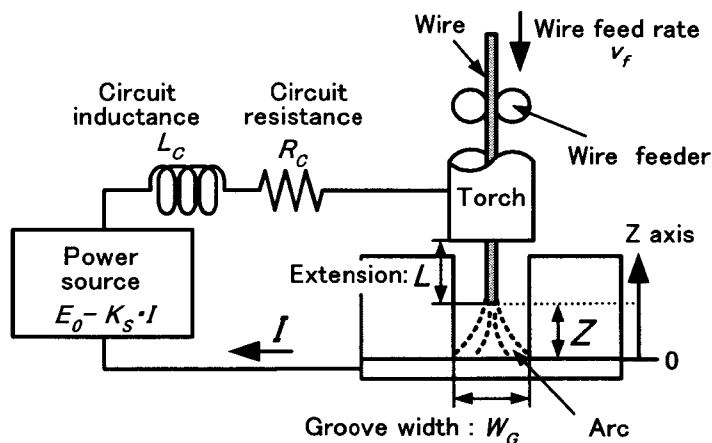 Wire
Wire feed rate
v_f
Circuit
inductance
L_C
Circuit
resistance
R_C
Wire feeder
Torch
Power
source
E_0 – K_S・I
Extension: L
Z axis
Z
I
0
Groove width : W_G
Arc